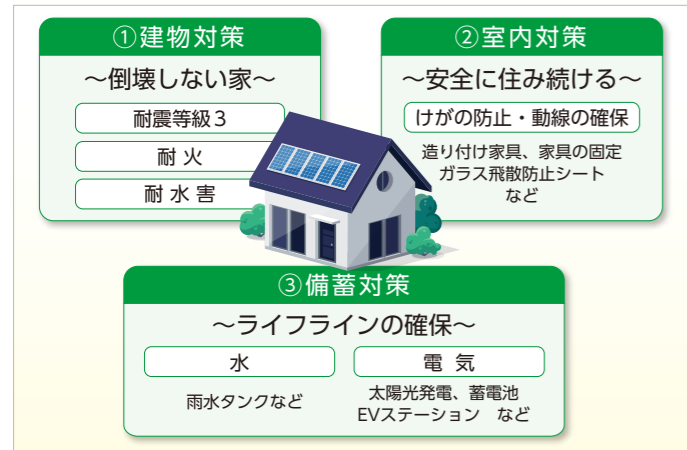 ①建物対策
～倒壊しない家～
耐震等級3
耐火
耐水害
②室内対策
～安全に住み続ける～
けがの防止・動線の確保
造り付け家具、家具の固定
ガラス飛散防止シート
など
③備蓄対策
～ライフラインの確保～
水
雨水タンクなど
電気
太陽光発電、蓄電池
EVステーション　など